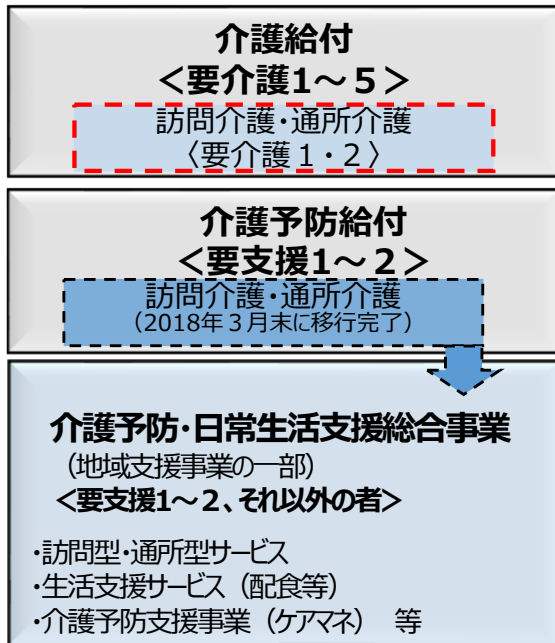 介護給付
＜要介護1～５＞
訪問介護・通所介護
〈要介護１・２〉
介護予防給付
＜要支援1～２＞
訪問介護・通所介護
（2018年３月末に移行完了）
介護予防・日常生活支援総合事業
（地域支援事業の一部）
＜要支援1～２、それ以外の者＞
・訪問型・通所型サービス
・生活支援サービス（配食等）
・介護予防支援事業（ケアマネ）　等